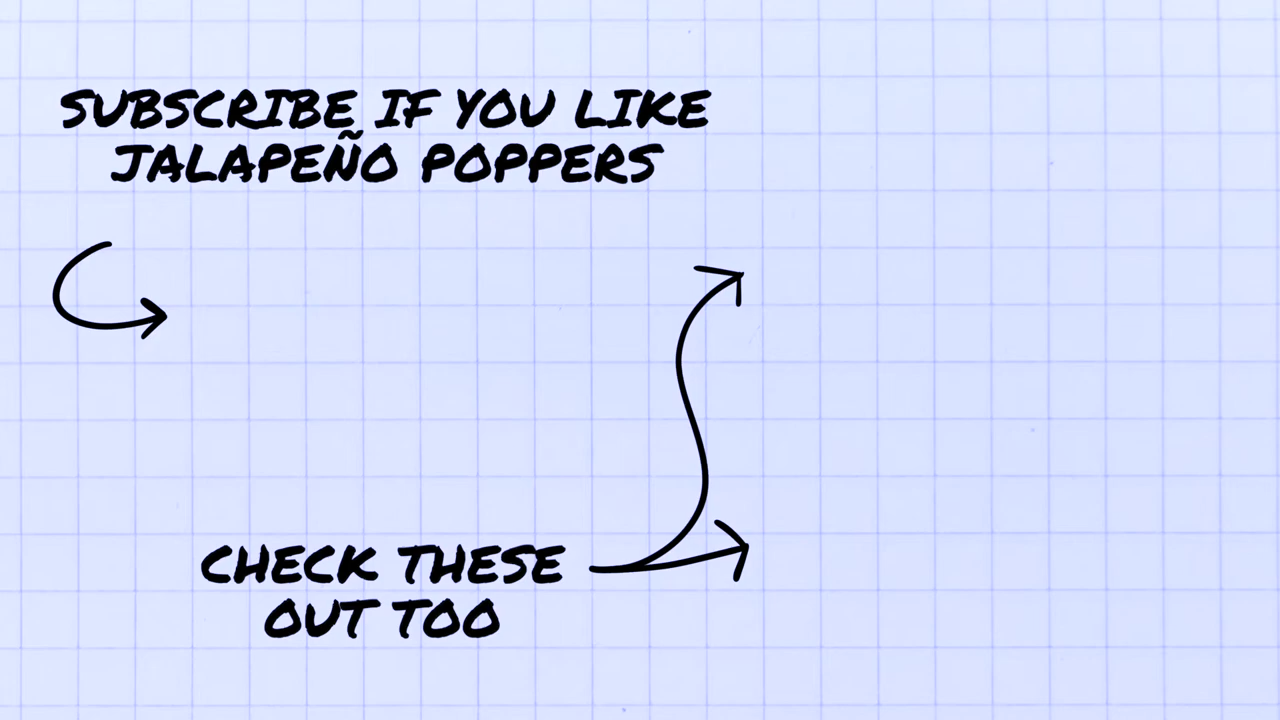 SUBSCRIBE IF YOU LIKE
JALAPEÑO POPPERS
CHECK THESE
OUT TOO